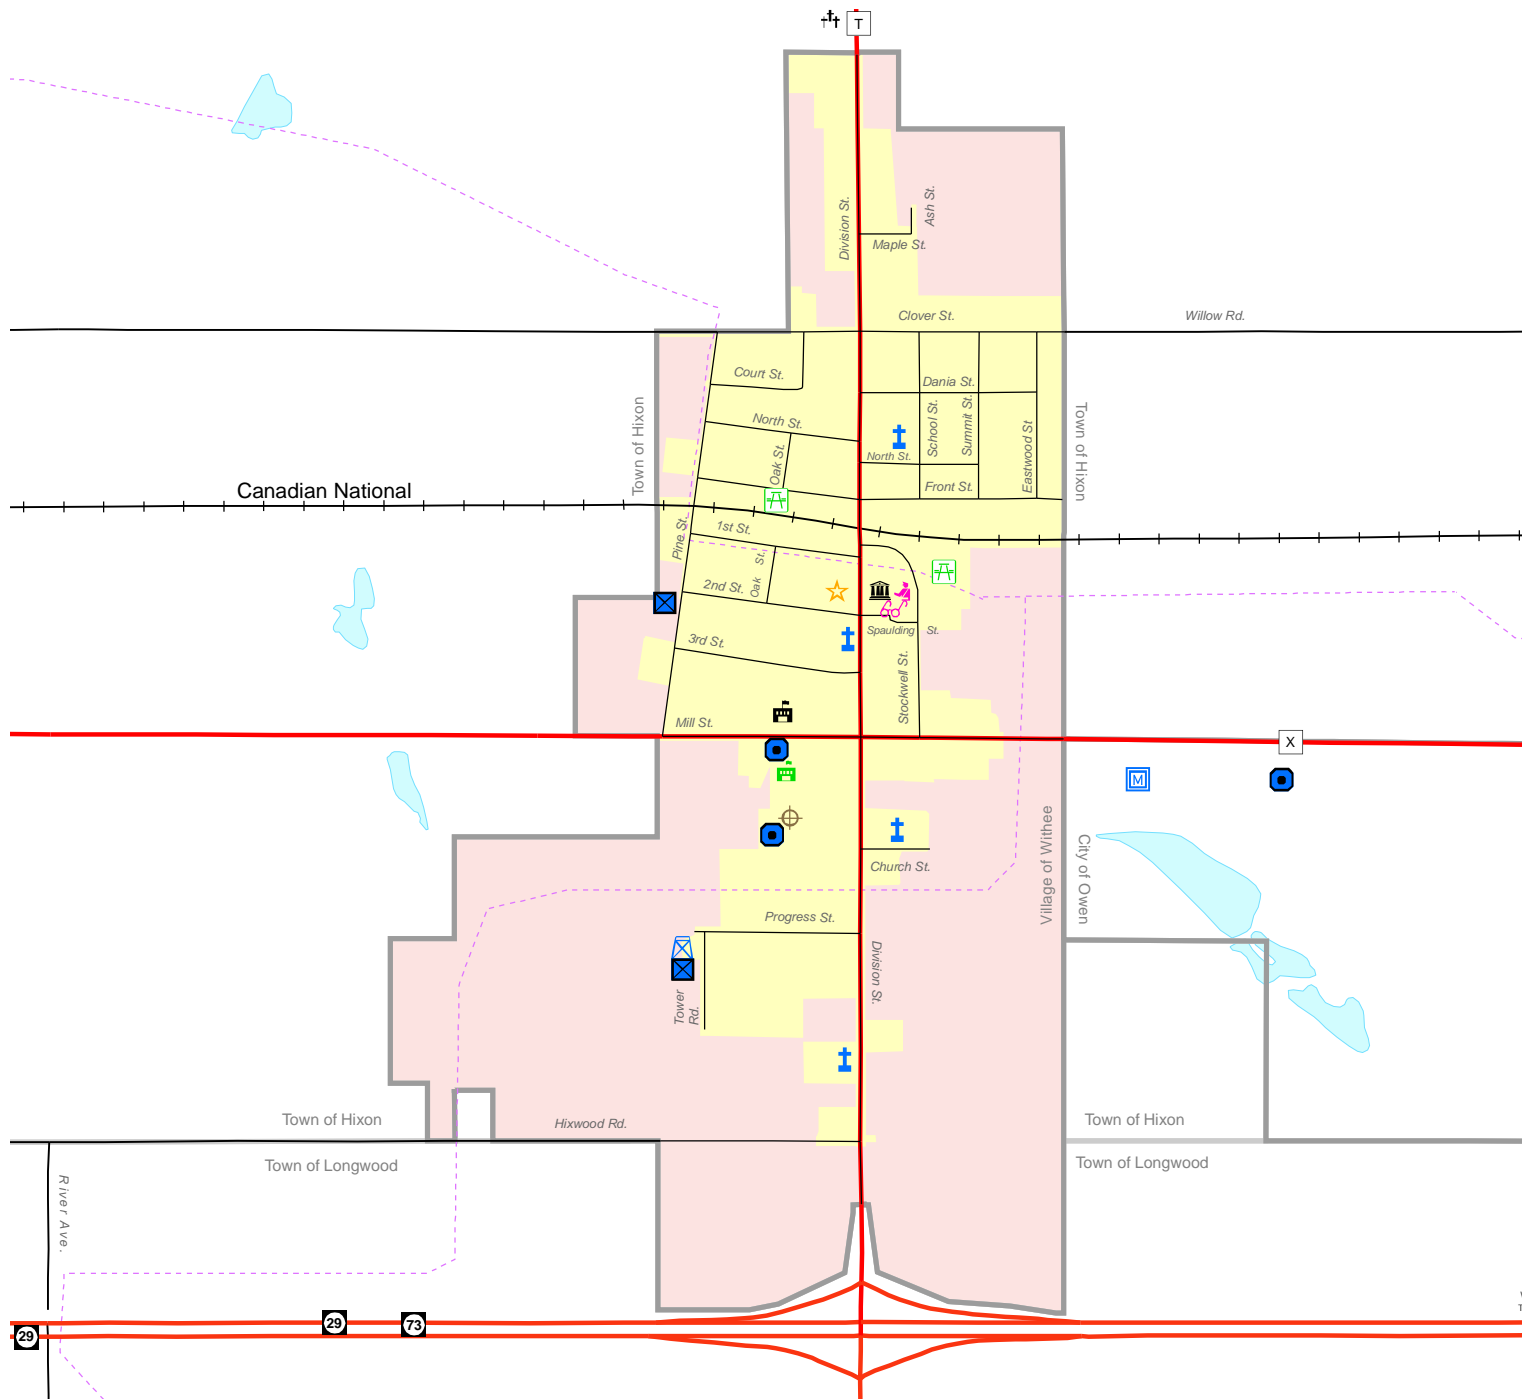 T
Ash St.
Division St.
Maple St.
Clover St.
Willow Rd.
Court St.
Dania St.
Town of Hixon
Town of Hixon
North St.
School St.
Summit St.
Eastwood St
Oak St.
North St.
Front St.
Canadian National
Pine St.
1st St.
Oak St.
2nd St.
Spaulding St.
3rd St.
Stockwell St.
Mill St.
X
M
Village of Withee
City of Owen
Church St.
Progress St.
Division St.
Tower
Rd.
Town of Hixon
Hixwood Rd.
Town of Hixon
Town of Longwood
Town of Longwood
River Ave.
29
73
29